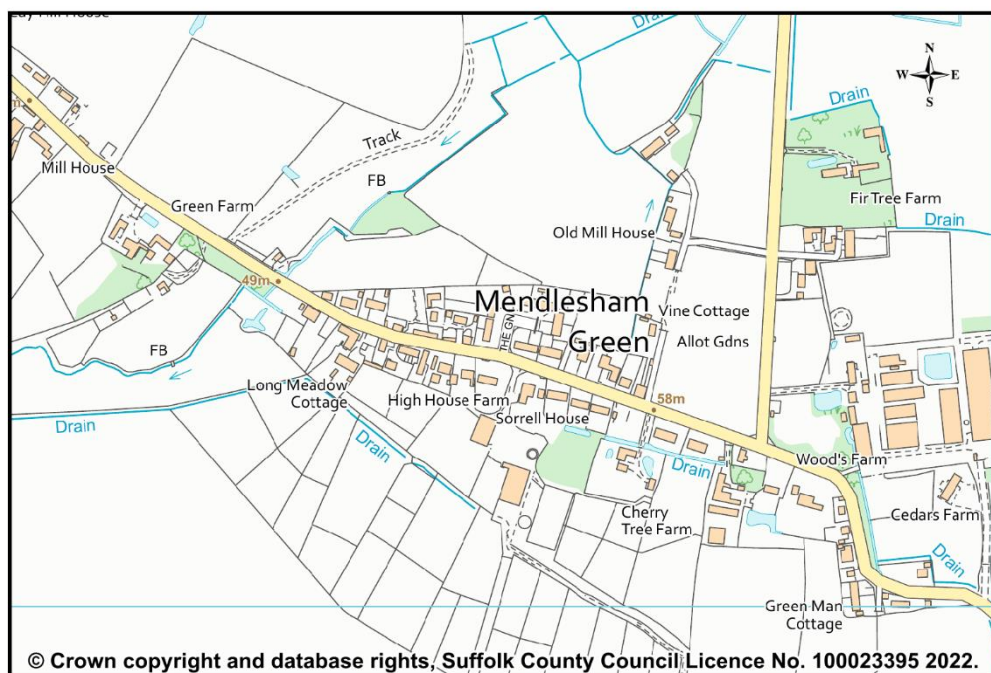 Mill House
N
W E
S
Drain
Drain
Track
Mill House
FB
Green Farm
Fir Tree Farm
Old Mill House
Drain
49m
Mendlesham
Green
Vine Cottage
Allot Gdns
FB
Long Meadow
Cottage
High House Farm
Sorrell House
58m
Drain
Drain
Drain
Wood's Farm
Cherry
Tree Farm
Cedars Farm
Drain
Green Man
Cottage
© Crown copyright and database rights, Suffolk County Council Licence No. 100023395 2022.